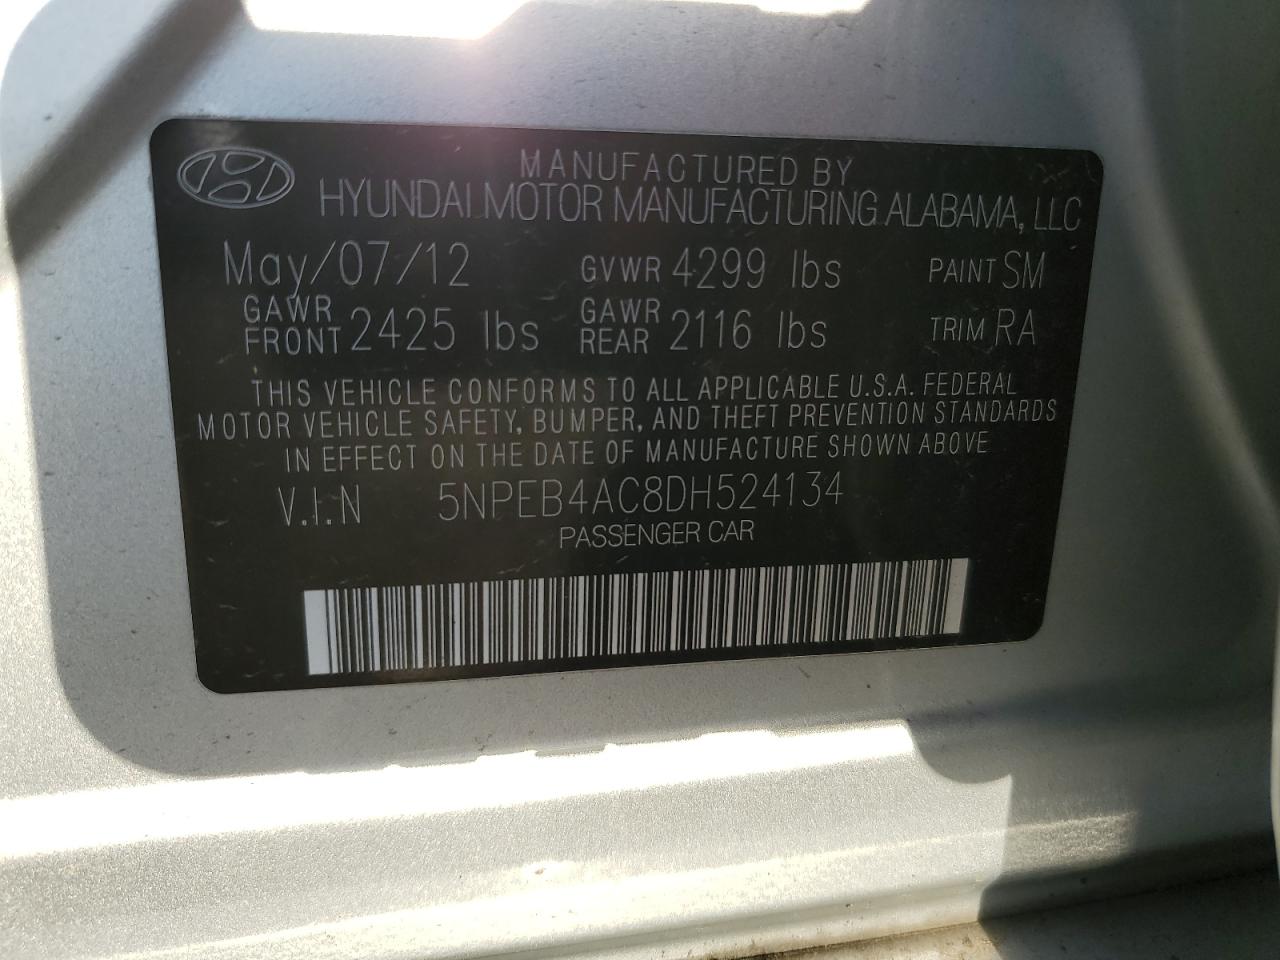 MANUFACTURED BY
HYUNDAI MOTOR MANUFACTURING ALABAMA, LLC
May/07/12 GVWR 4299 lbs PAINT SM
GAWR FRONT 2425 lbs GAWR REAR 2116 lbs TRIM RA
THIS VEHICLE CONFORMS TO ALL APPLICABLE U.S.A. FEDERAL
MOTOR VEHICLE SAFETY, BUMPER, AND THEFT PREVENTION STANDARDS
IN EFFECT ON THE DATE OF MANUFACTURE SHOWN ABOVE
V.I.N 5NPEB4AC8DH524134
PASSENGER CAR